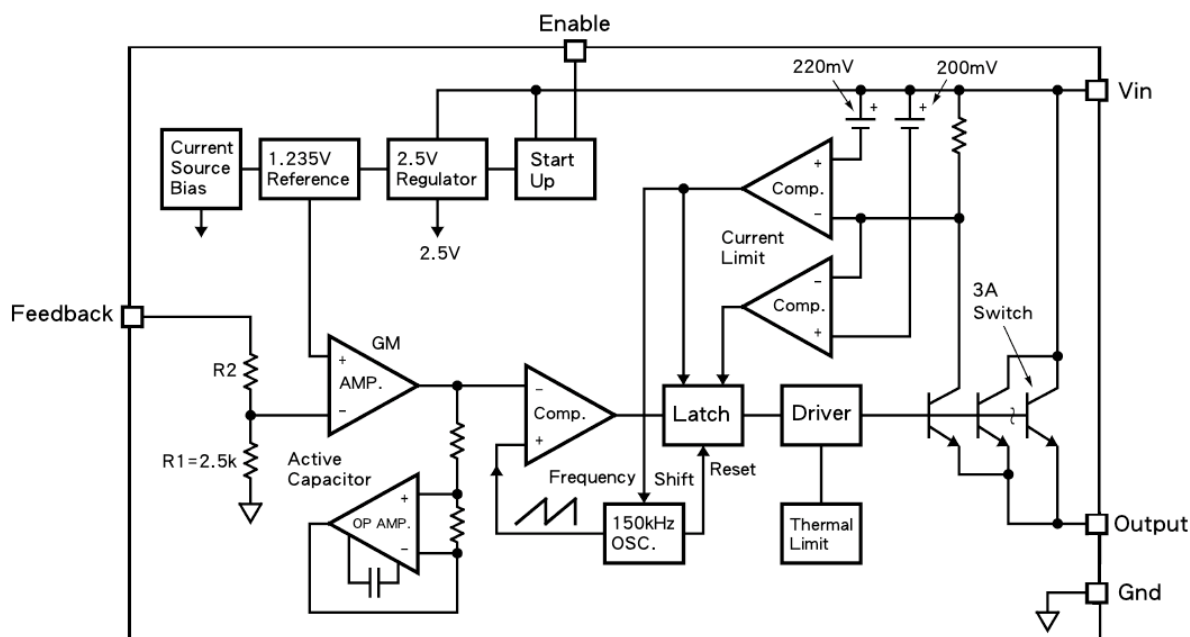 Enable
220mV
200mV
+
+
Vin
Current
Source
Bias
1.235V
Reference
2.5V
Regulator
Start
Up
+
Comp.
−
2.5V
Current
Limit
−
Comp.
+
3A
Switch
Feedback
GM
R2
+
AMP.
−
−
Comp.
+
Latch
Driver
R1=2.5k
Active
Capacitor
Frequency
Shift
Reset
+
OP AMP.
−
150kHz
OSC.
Thermal
Limit
Output
Gnd